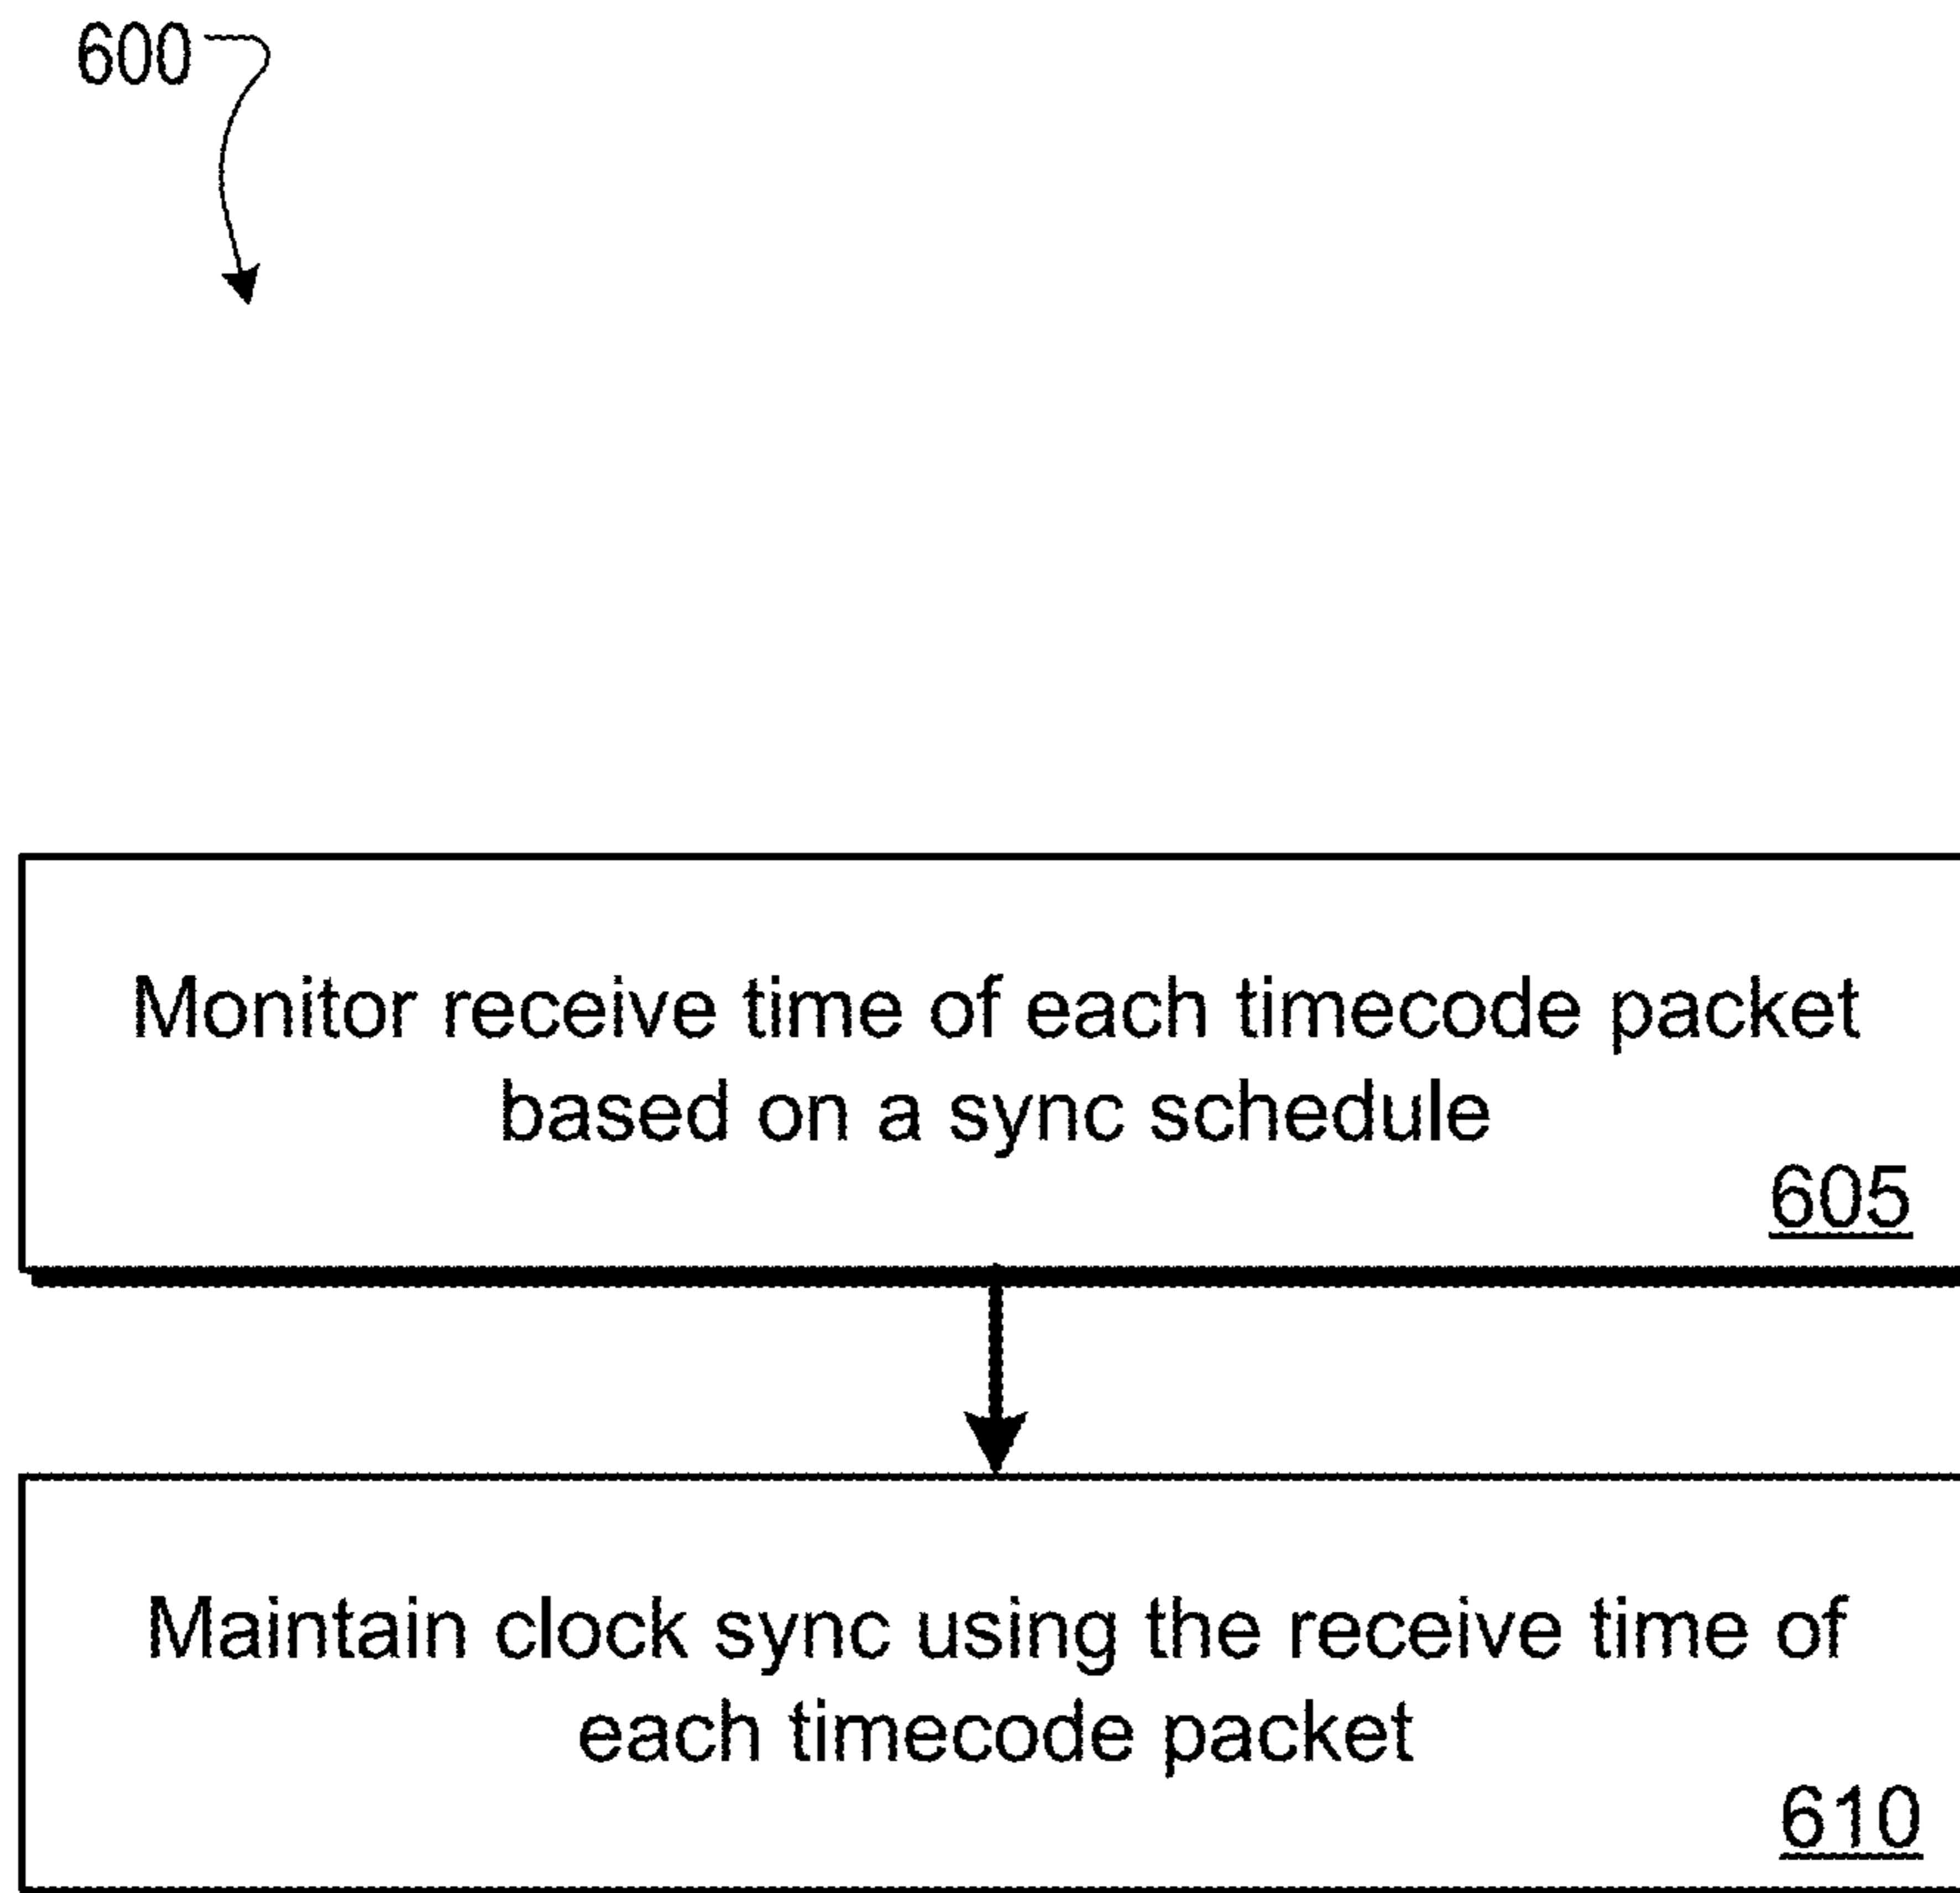 600
Monitor receive time of each timecode packet
based on a sync schedule
605
Maintain clock sync using the receive time of
each timecode packet
610